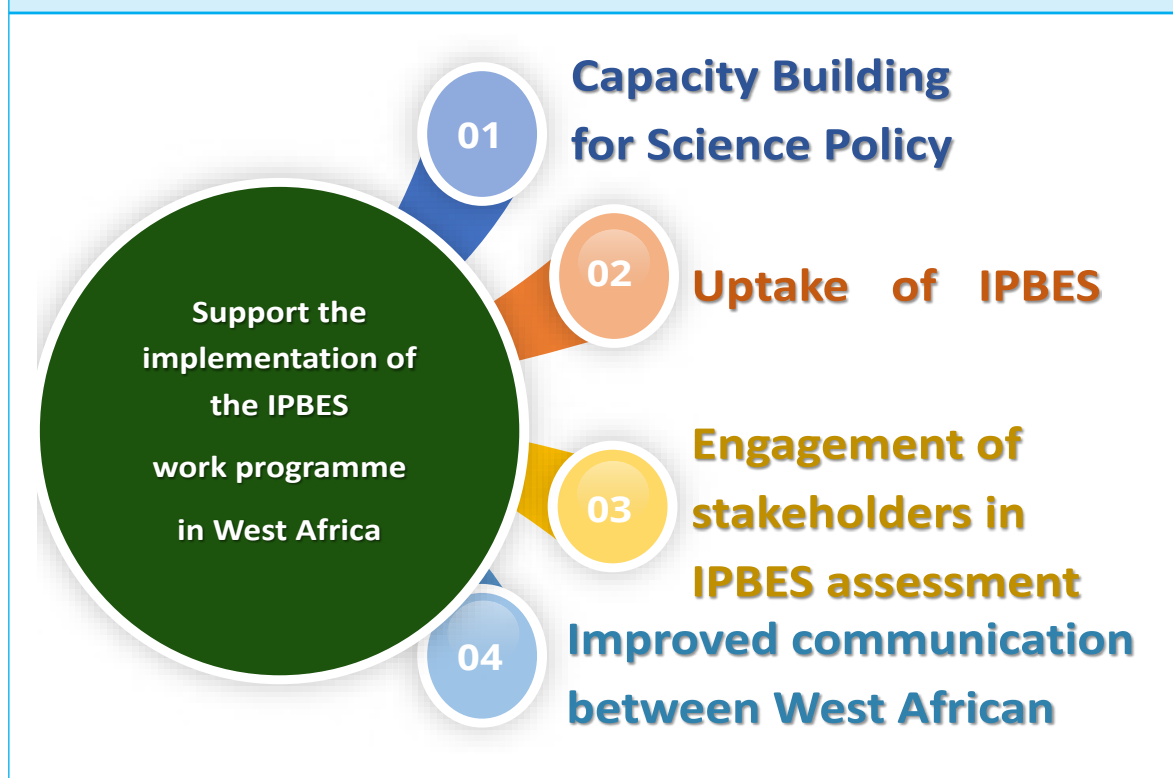 Support the
implementation of
the IPBES
work programme
in West Africa
01
Capacity Building
for Science Policy
02
Uptake of IPBES
03
Engagement of
stakeholders in
IPBES assessment
04
Improved communication
between West African